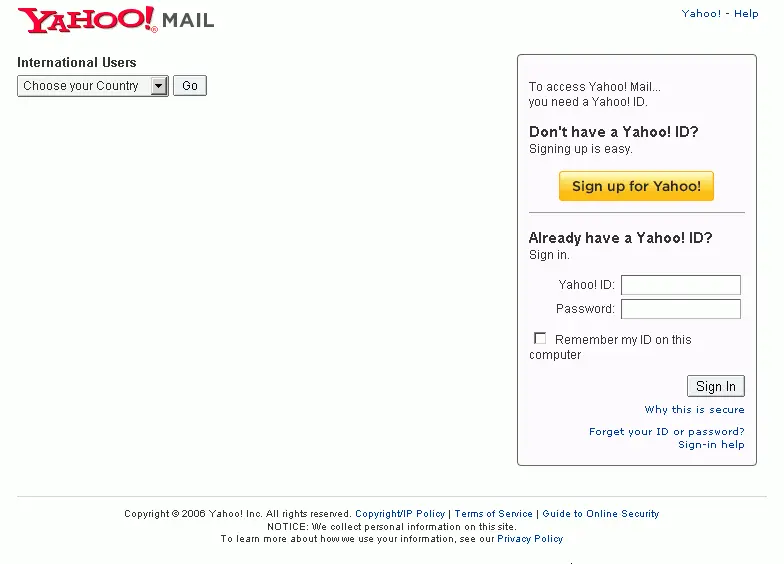 YAHOO! MAIL
Yahoo! - Help
International Users
Choose your Country Go
To access Yahoo! Mail...
you need a Yahoo! ID.
Don't have a Yahoo! ID?
Signing up is easy.
Sign up for Yahoo!
Already have a Yahoo! ID?
Sign in.
Yahoo! ID:
Password:
Remember my ID on this
computer
Sign In
Why this is secure
Forget your ID or password?
Sign-in help
Copyright © 2006 Yahoo! Inc. All rights reserved. Copyright/IP Policy | Terms of Service | Guide to Online Security
NOTICE: We collect personal information on this site.
To learn more about how we use your information, see our Privacy Policy